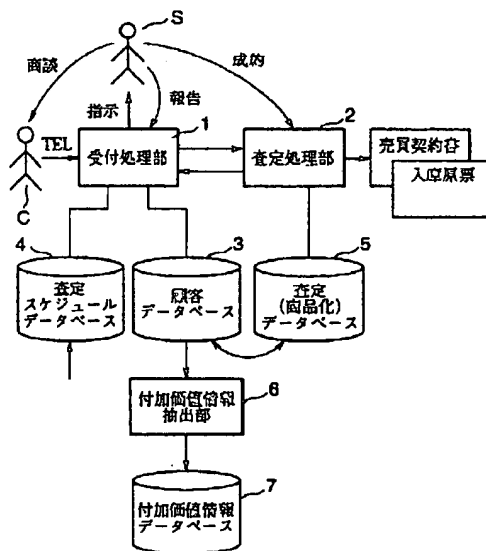 S
商談
成約
指示
報告
1
2
TEL
受付処理部
査定処理部
売買契約書
入庫原票
C
4
3
5
査定
スケジュール
データベース
顧客
データベース
査定
(商品化)
データベース
6
付加価値情報
抽出部
7
付加価値情報
データベース